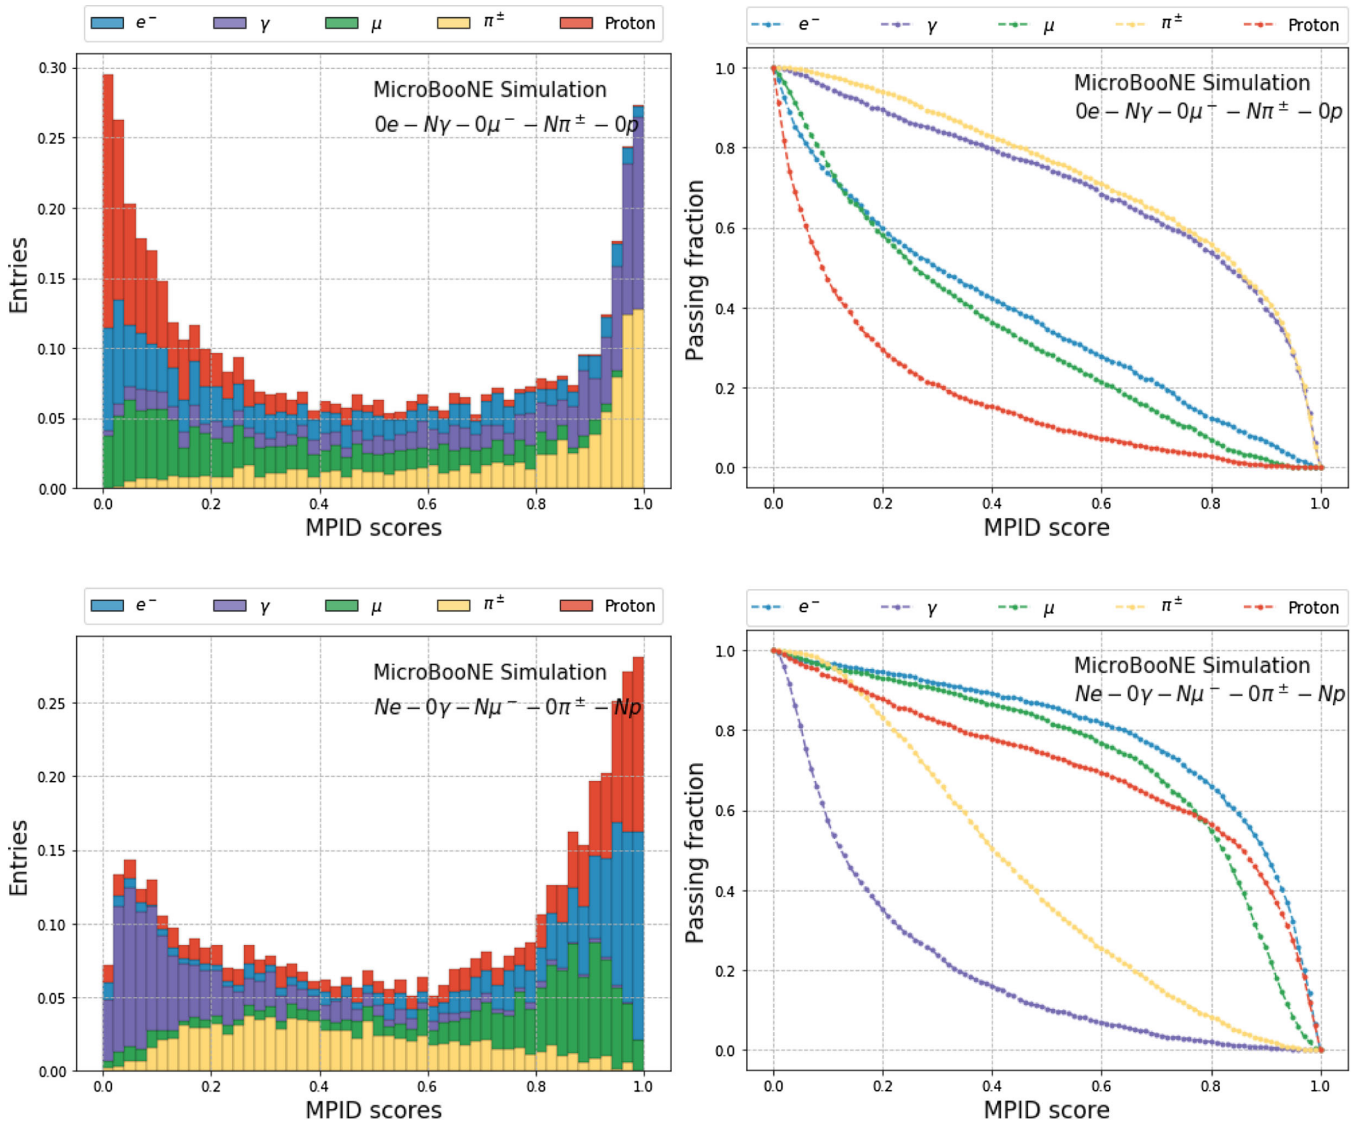 e⁻ γ μ π± Proton
MicroBooNE Simulation
0e − Nγ − 0μ⁻ − Nπ± − 0p
Entries
0.30
0.25
0.20
0.15
0.10
0.05
0.00
0.0 0.2 0.4 0.6 0.8 1.0
MPID scores
e⁻ γ μ π± Proton
MicroBooNE Simulation
0e − Nγ − 0μ⁻ − Nπ± − 0p
Passing fraction
1.0
0.8
0.6
0.4
0.2
0.0
0.0 0.2 0.4 0.6 0.8 1.0
MPID score
e⁻ γ μ π± Proton
MicroBooNE Simulation
Ne − 0γ − Nμ⁻ − 0π± − Np
Entries
0.25
0.20
0.15
0.10
0.05
0.00
0.0 0.2 0.4 0.6 0.8 1.0
MPID scores
e⁻ γ μ π± Proton
MicroBooNE Simulation
Ne − 0γ − Nμ⁻ − 0π± − Np
Passing fraction
1.0
0.8
0.6
0.4
0.2
0.0
0.0 0.2 0.4 0.6 0.8 1.0
MPID score